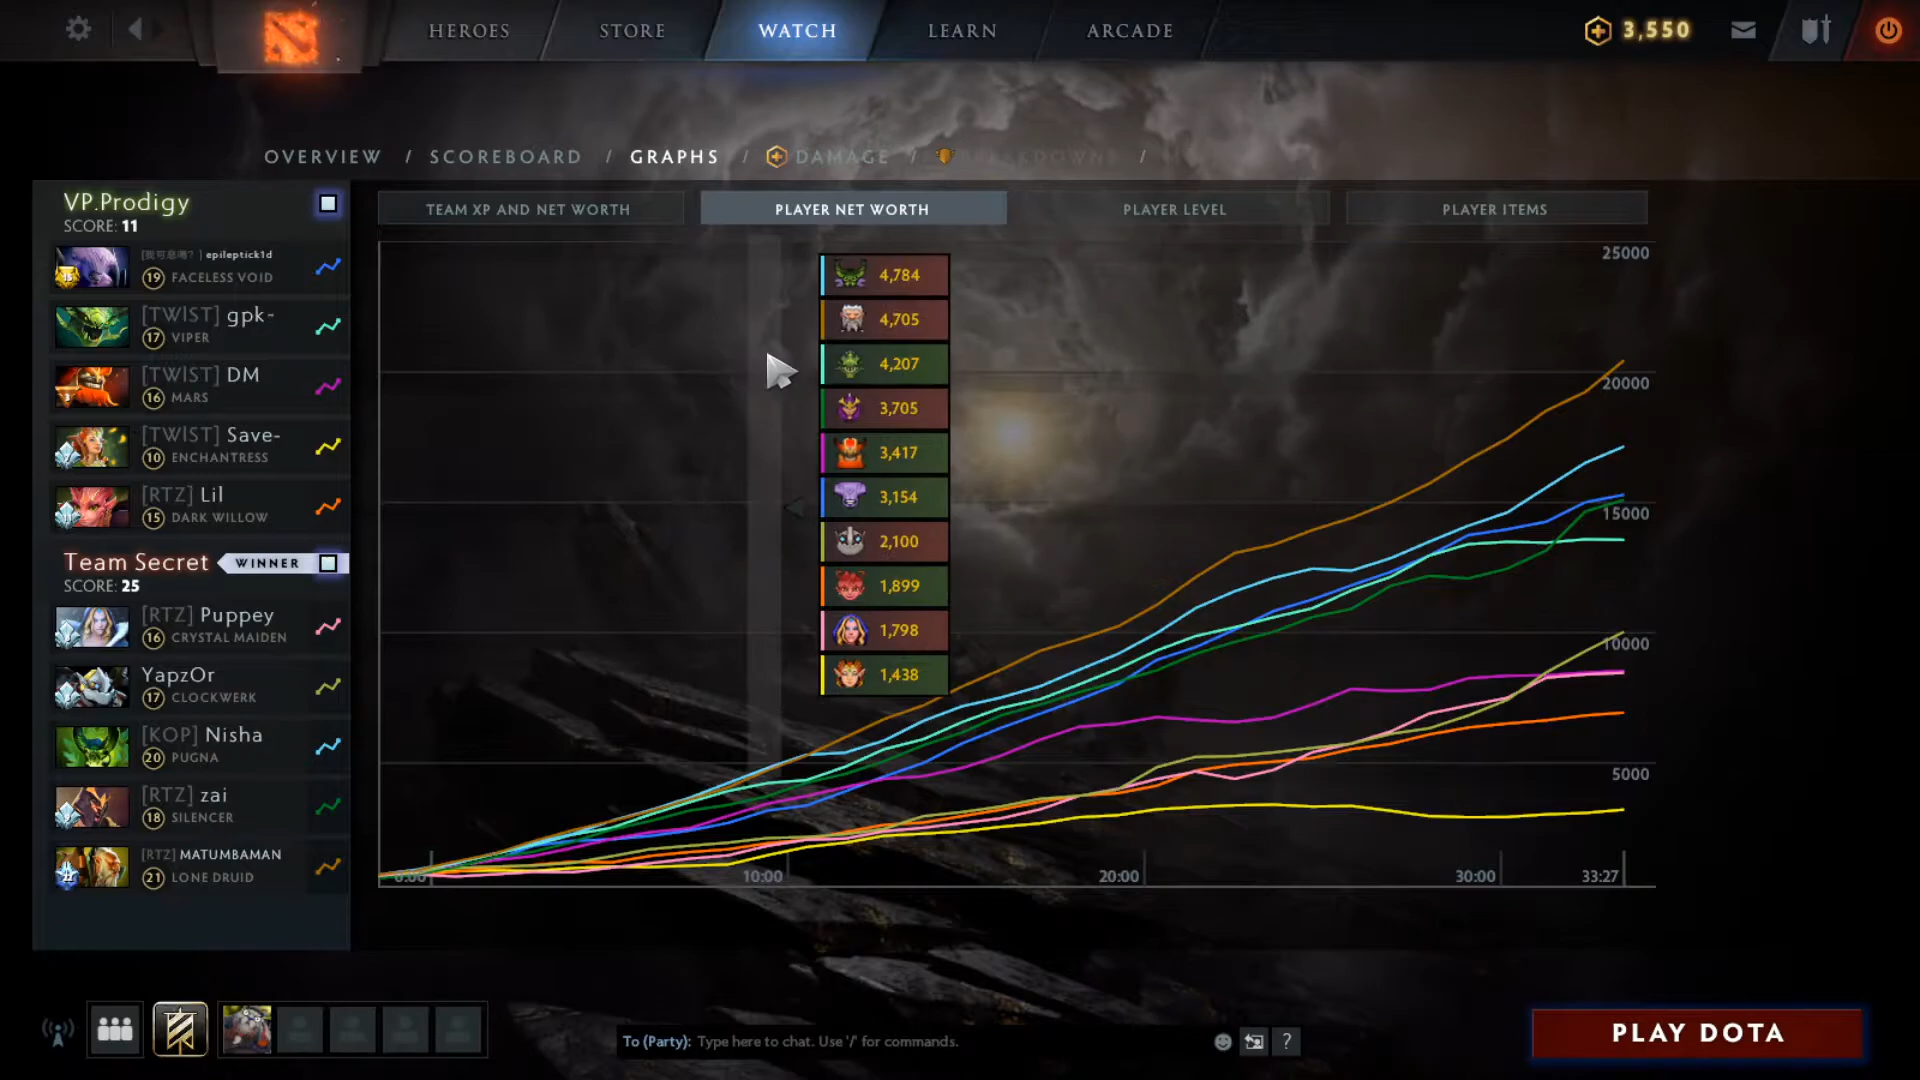 HEROES
STORE
WATCH
LEARN
ARCADE
3,550
OVERVIEW / SCOREBOARD / GRAPHS / DAMAGE / BREAKDOWNS /
VP.Prodigy
SCORE: 11
epileptick1d
19 FACELESS VOID
[TWIST] gpk-
17 VIPER
[TWIST] DM
16 MARS
[TWIST] Save-
10 ENCHANTRESS
[RTZ] Lil
15 DARK WILLOW
Team Secret WINNER
SCORE: 25
[RTZ] Puppey
16 CRYSTAL MAIDEN
YapzOr
17 CLOCKWERK
[KOP] Nisha
20 PUGNA
[RTZ] zai
18 SILENCER
[RTZ] MATUMBAMAN
21 LONE DRUID
TEAM XP AND NET WORTH
PLAYER NET WORTH
PLAYER LEVEL
PLAYER ITEMS
4,784
4,705
4,207
3,705
3,417
3,154
2,100
1,899
1,798
1,438
25000
20000
15000
10000
5000
0:00
10:00
20:00
30:00
33:27
To (Party): Type here to chat. Use '/' for commands.
?
PLAY DOTA